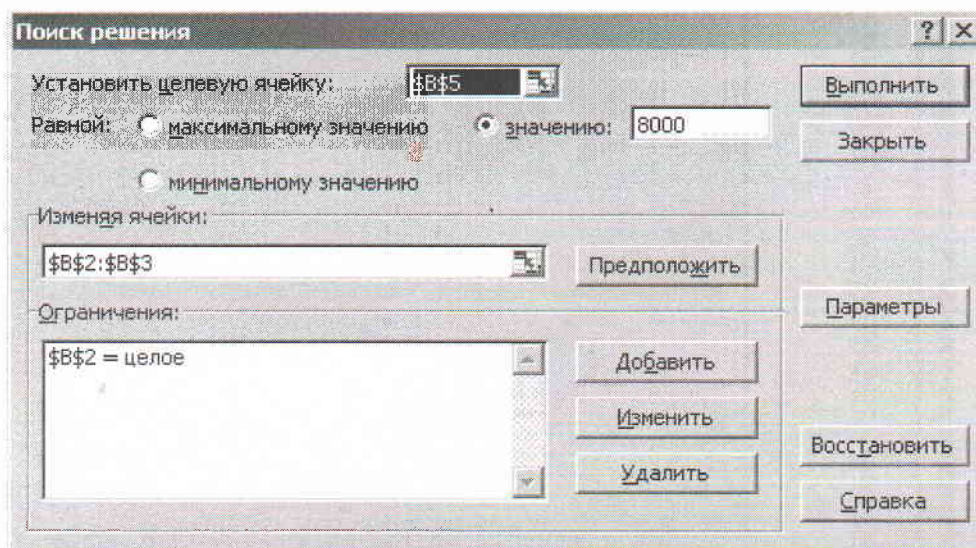 Поиск решения
Установить целевую ячейку: $B$5
Выполнить
Равной: максимальному значению значению: 8000
Закрыть
минимальному значению
Изменяя ячейки:
$B$2:$B$3
Предположить
Параметры
Ограничения:
$B$2 = целое
Добавить
Изменить
Удалить
Восстановить
Справка